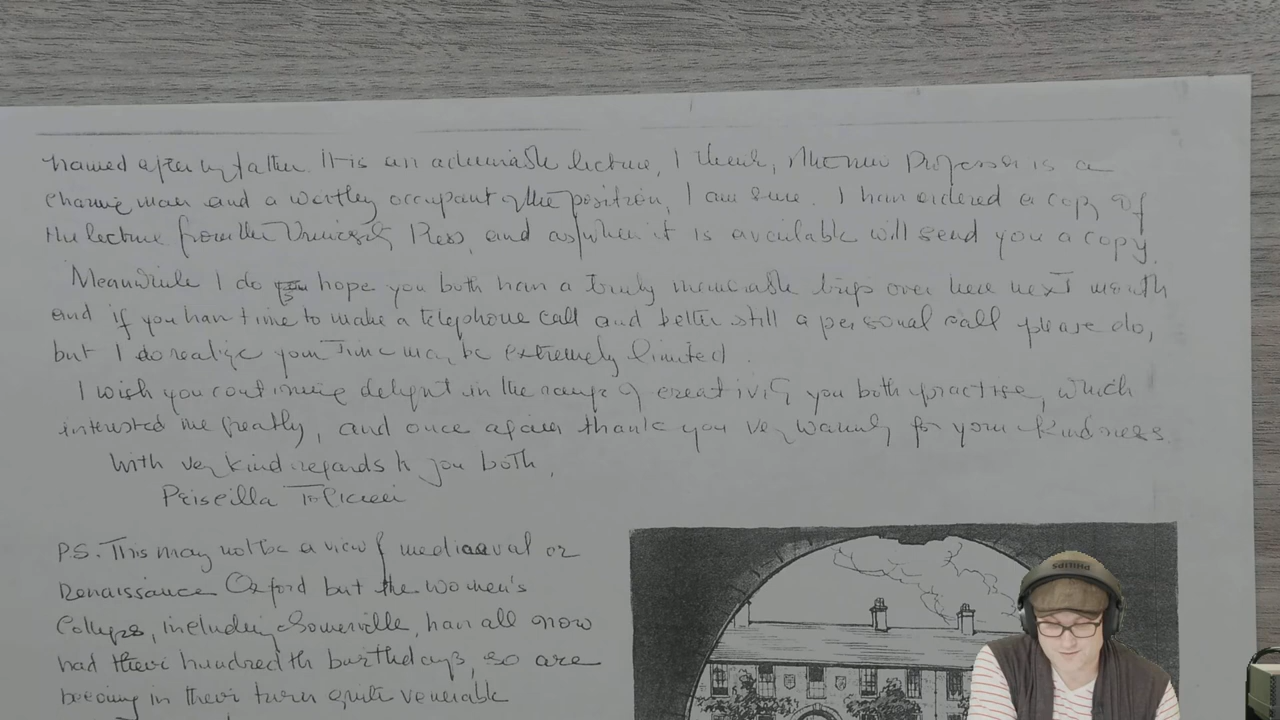 named after my father. It is an admirable lecture, I think, the new Professor is a
charming man and a worthy occupant of the position, I am sure. I have ordered a copy of
the lecture from the University Press, and as/when it is available will send you a copy.
Meanwhile I do hope you both have a truly memorable trip over here next month
and if you have time to make a telephone call and better still a personal call please do,
but I do realize your time may be extremely limited.
I wish you continuing delight in the range of creativity you both practise, which
interested me greatly, and once again thank you very warmly for your kindness.
With very kind regards to you both,
Priscilla Tolkien
P.S. This may not be a view of mediaeval or
Renaissance Oxford but the women's
Colleges, including Somerville, have all now
had their hundredth birthdays, so are
becoming in their turn quite venerable